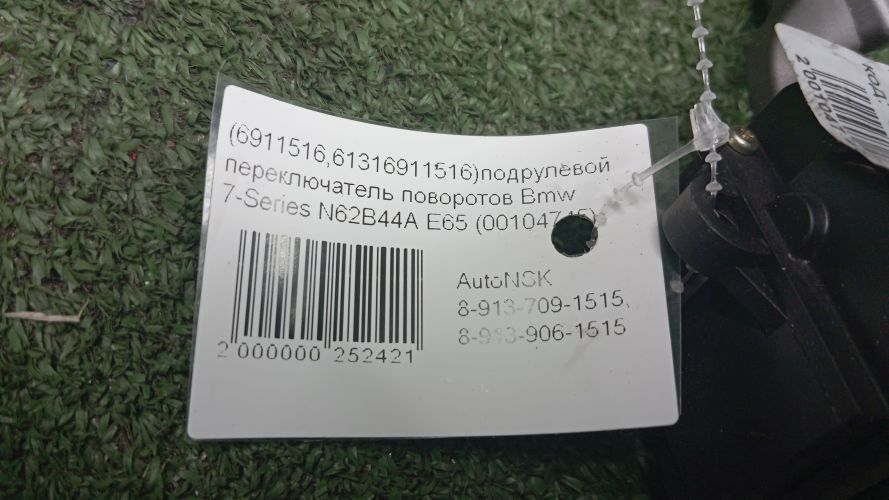 (6911516,61316911516)подрулевой
переключатель поворотов Bmw
7-Series N62B44A E65
AutoNSK
8-913-709-1515,
8-913-906-1515
2 000000 252421
КОД: